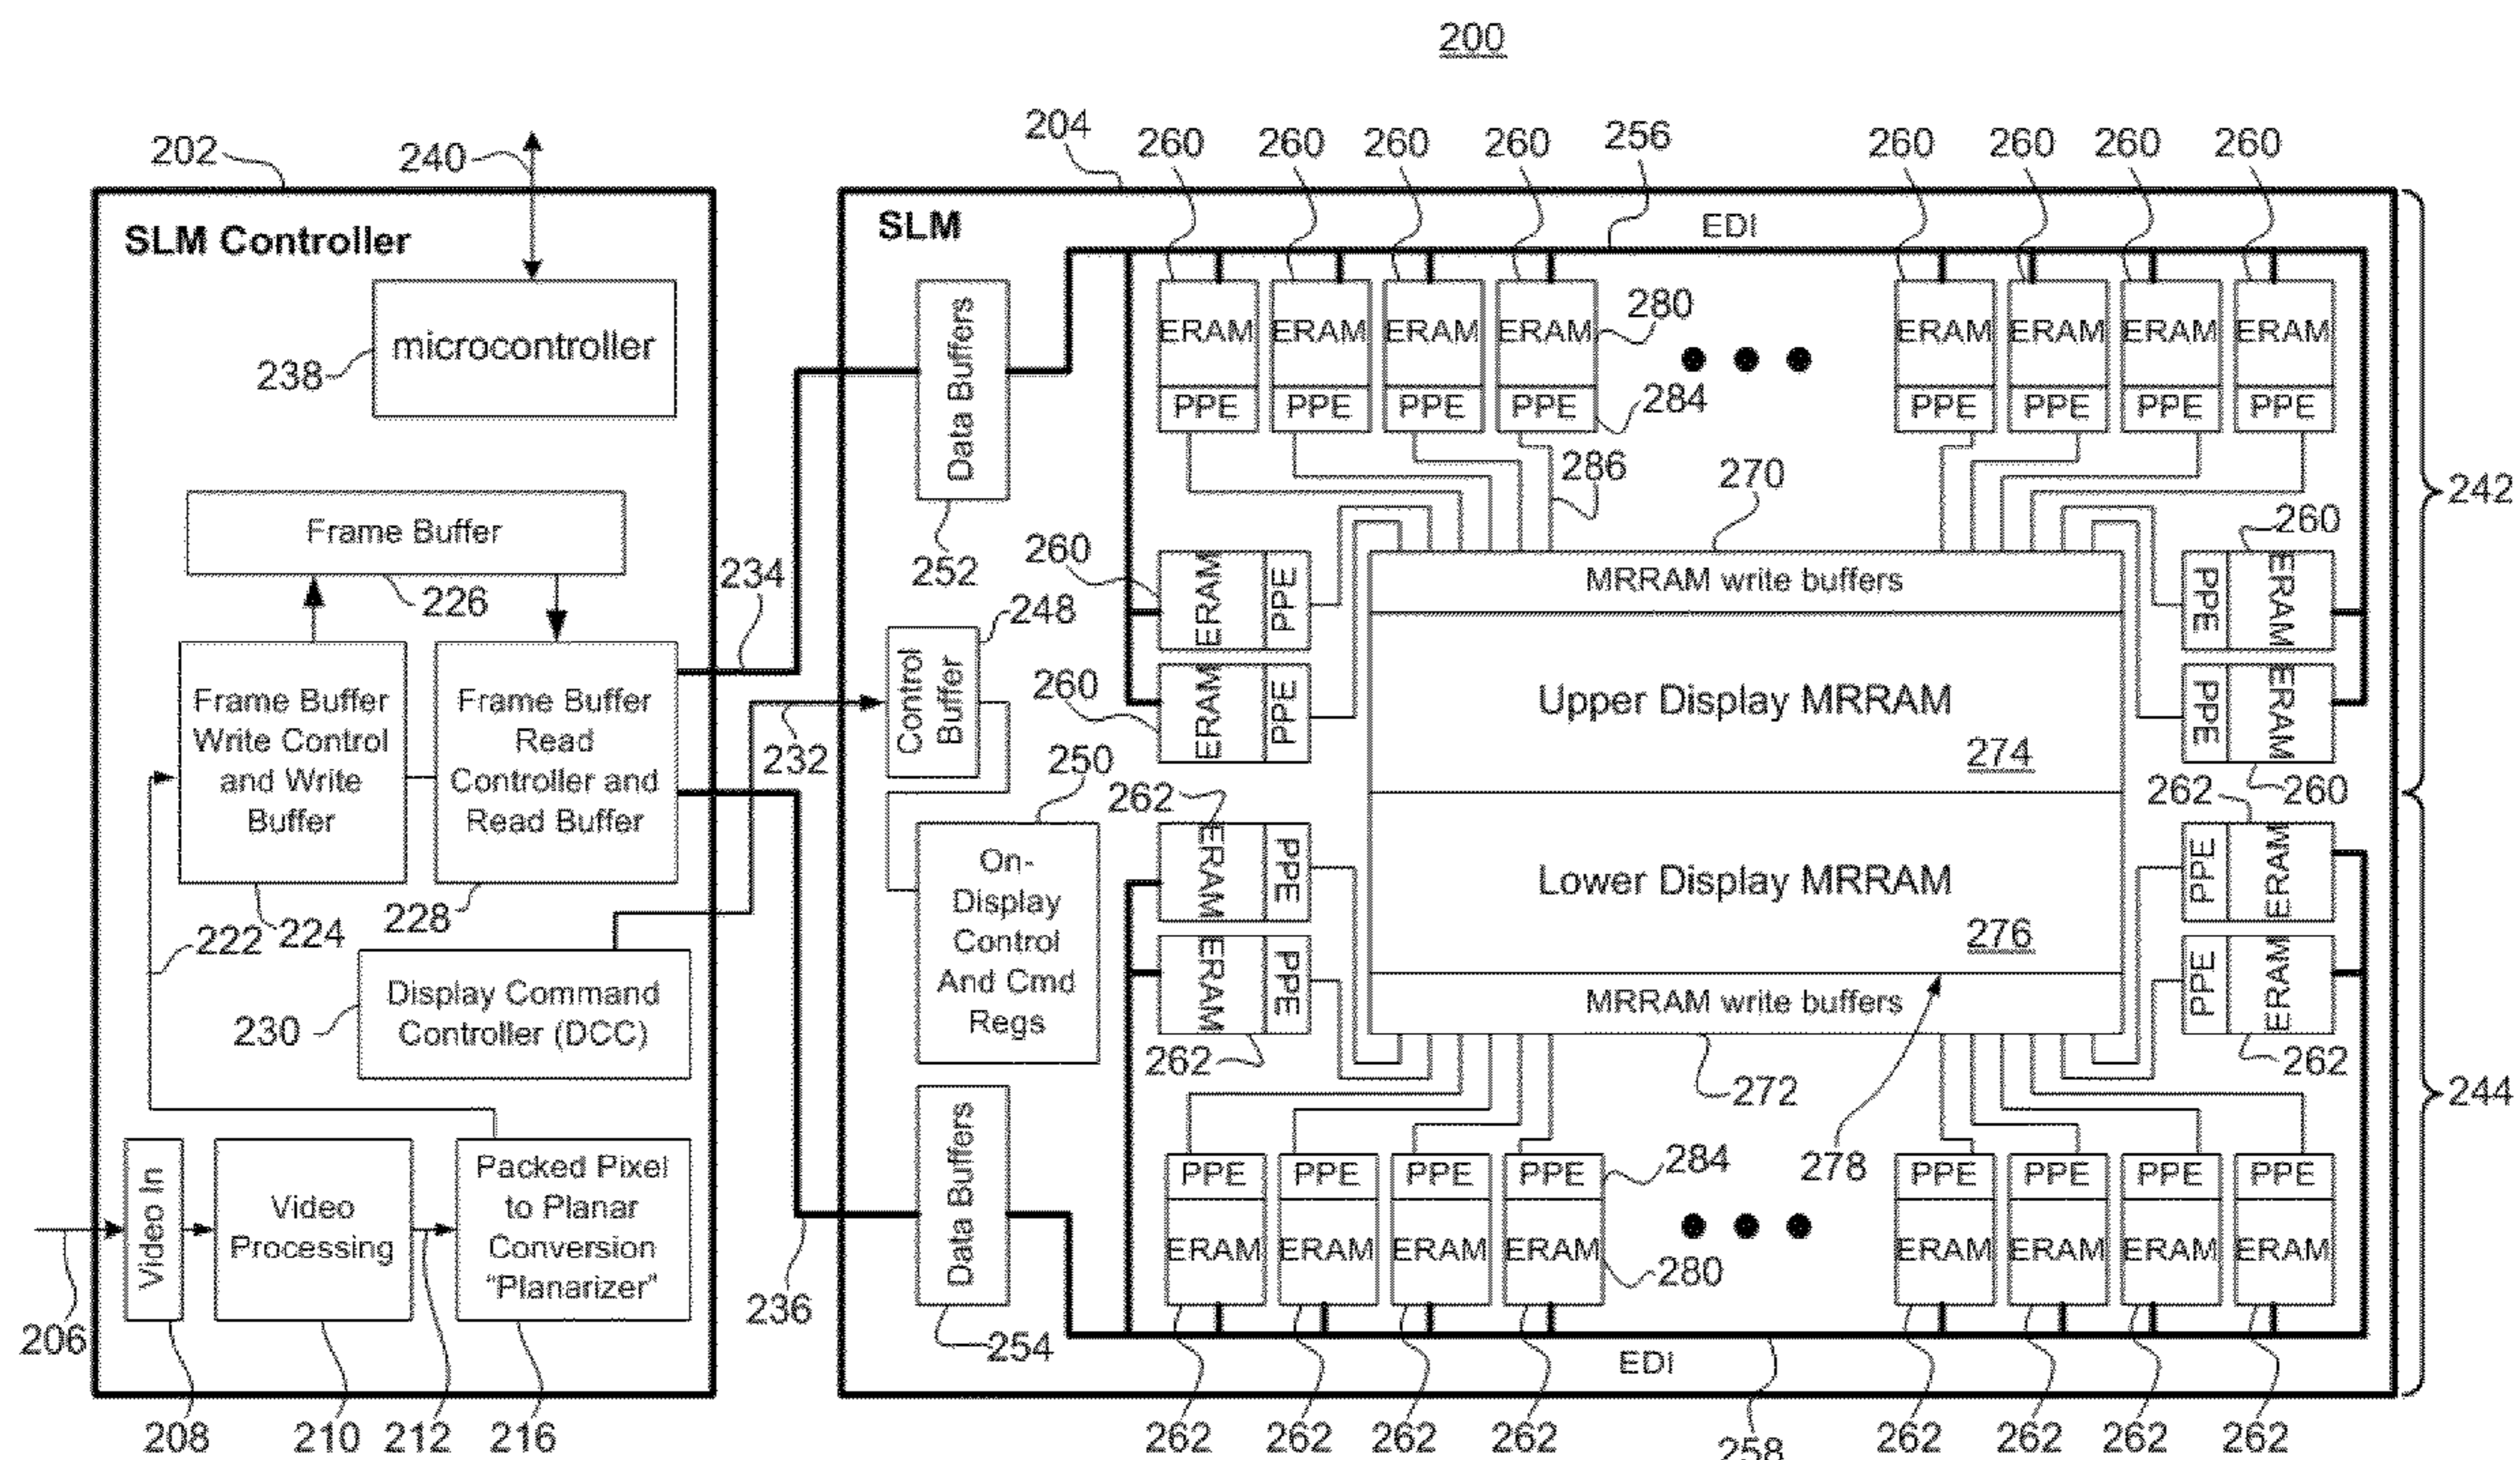 200
202
240
204
260
260
260
260
256
260
260
260
260
SLM Controller
SLM
EDI
microcontroller
238
Data Buffers
252
ERAM
ERAM
ERAM
ERAM
280
ERAM
ERAM
ERAM
ERAM
PPE
PPE
PPE
PPE
284
PPE
PPE
PPE
PPE
286
270
242
Frame Buffer
226
234
260
ERAM
PPE
MRRAM write buffers
260
PPE
ERAM
248
Control
Buffer
260
ERAM
PPE
Upper Display MRRAM
274
PPE
ERAM
260
Frame Buffer
Write Control
and Write
Buffer
Frame Buffer
Read
Controller and
Read Buffer
232
250
262
262
222
224
228
On-
Display
Control
And Cmd
Regs
ERAM
PPE
Lower Display MRRAM
276
PPE
ERAM
Display Command
Controller (DCC)
230
ERAM
PPE
MRRAM write buffers
PPE
ERAM
262
262
272
278
244
Video In
Video
Processing
Packed Pixel
to Planar
Conversion
"Planarizer"
Data Buffers
254
236
PPE
PPE
PPE
PPE
284
PPE
PPE
PPE
PPE
ERAM
ERAM
ERAM
ERAM
280
ERAM
ERAM
ERAM
ERAM
206
EDI
208
210
212
216
262
262
262
262
258
262
262
262
262